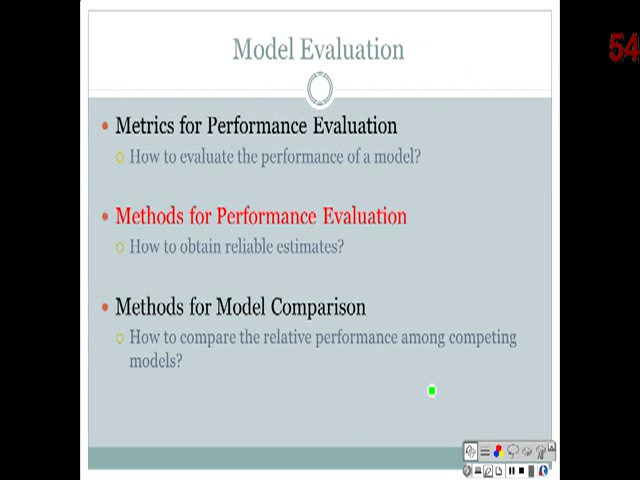 Model Evaluation
54
• Metrics for Performance Evaluation
How to evaluate the performance of a model?
• Methods for Performance Evaluation
How to obtain reliable estimates?
• Methods for Model Comparison
How to compare the relative performance among competing
models?